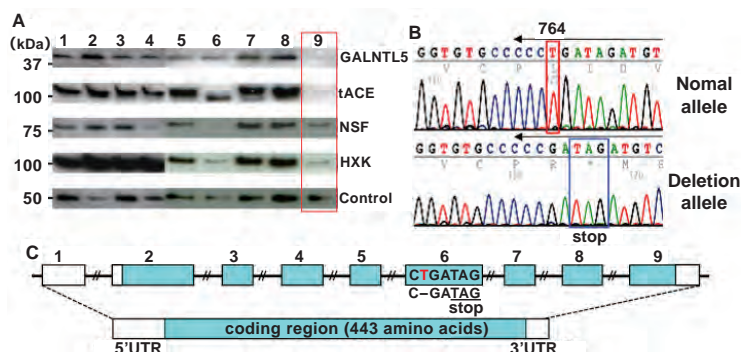 A
(kDa) 1 2 3 4 5 6 7 8 9
GALNTL5
37
tACE
100
NSF
75
HXK
100
Control
50
B
764
G G T G T G C C C C C T G A T A G A T G T
V C P I D V
Nomal
allele
G G T G T G C C C C C G A T A G A T G T C
V C P R * M S
Deletion
allele
stop
C
1 2 3 4 5 6 7 8 9
CTGATAG
C–GATAG
stop
coding region (443 amino acids)
5'UTR 3'UTR